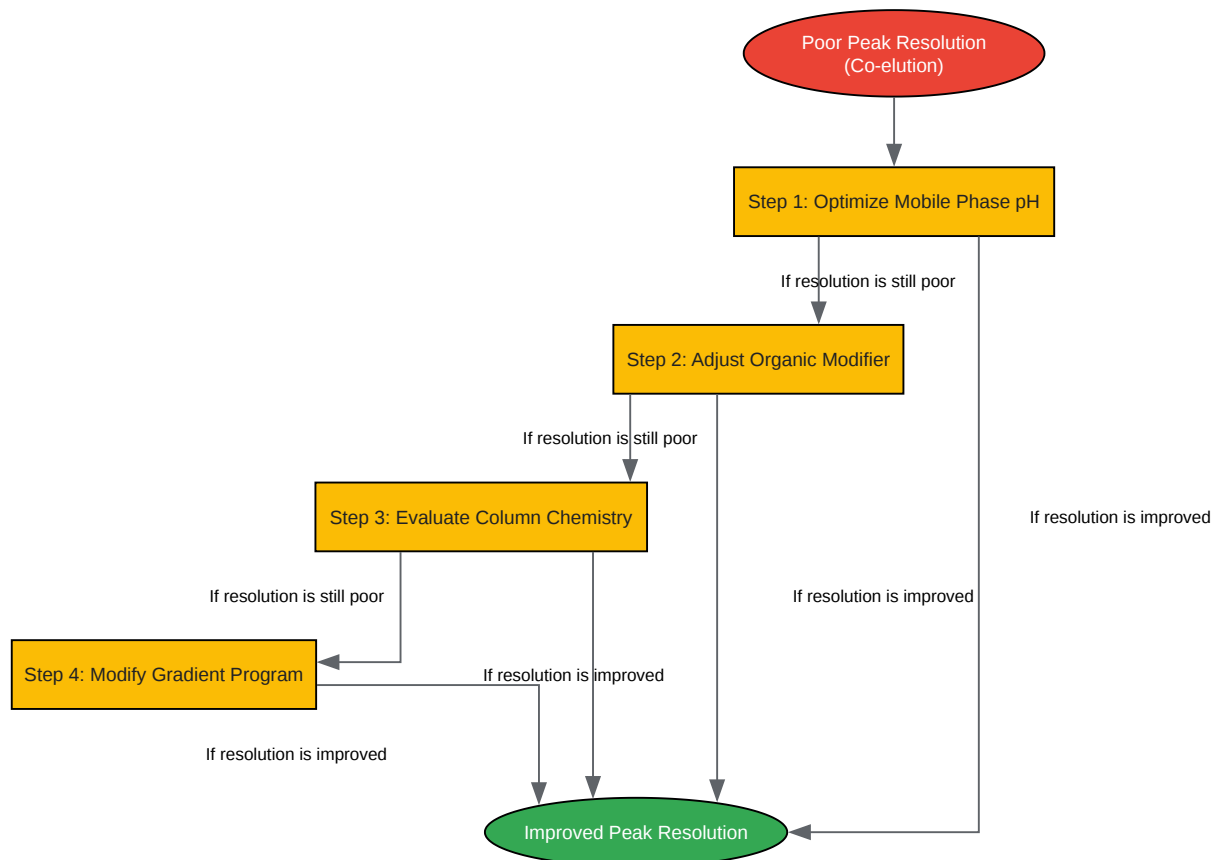 Poor Peak Resolution
(Co-elution)
Step 1: Optimize Mobile Phase pH
If resolution is still poor
Step 2: Adjust Organic Modifier
If resolution is still poor
Step 3: Evaluate Column Chemistry
If resolution is improved
If resolution is still poor
If resolution is improved
Step 4: Modify Gradient Program
If resolution is improved
If resolution is improved
Improved Peak Resolution